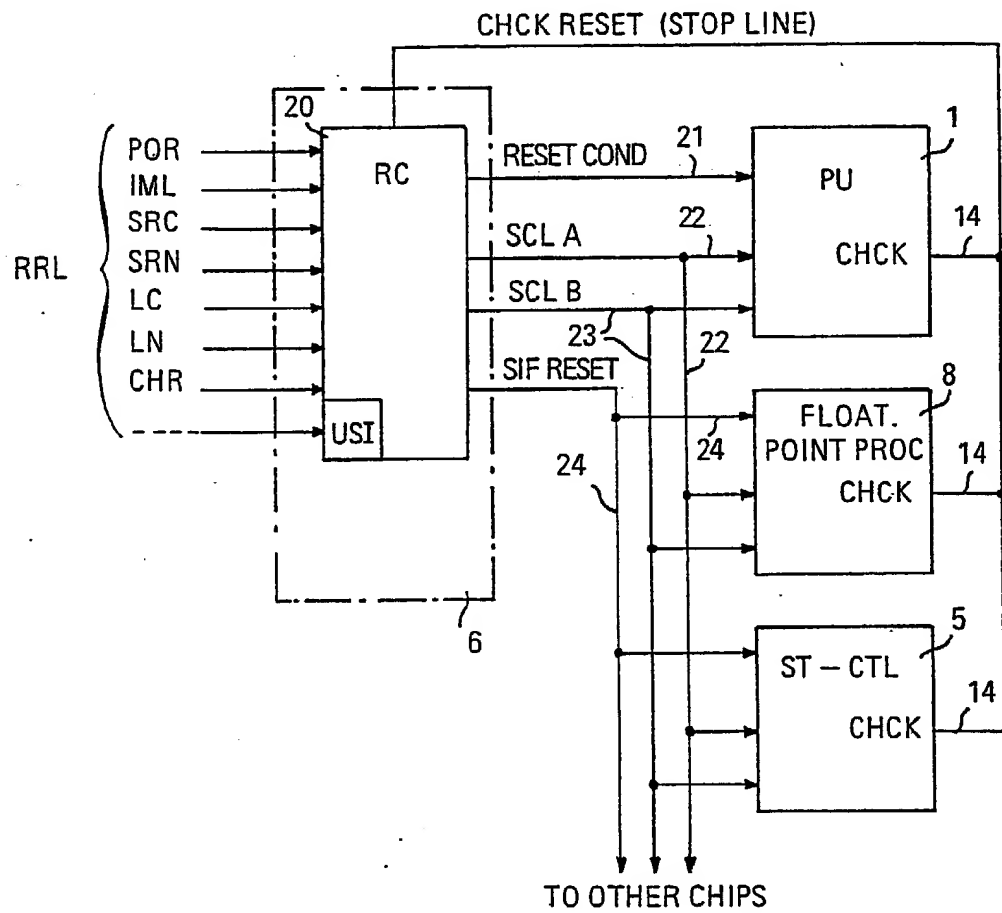 CHCK RESET (STOP LINE)
20
RC
RRL
POR
IML
SRC
SRN
LC
LN
CHR
USI
6
RESET COND
21
SCL A
22
SCL B
23
22
SIF RESET
24
24
1
PU
CHCK
14
8
FLOAT.
POINT PROC
CHCK
14
5
ST - CTL
CHCK
14
TO OTHER CHIPS